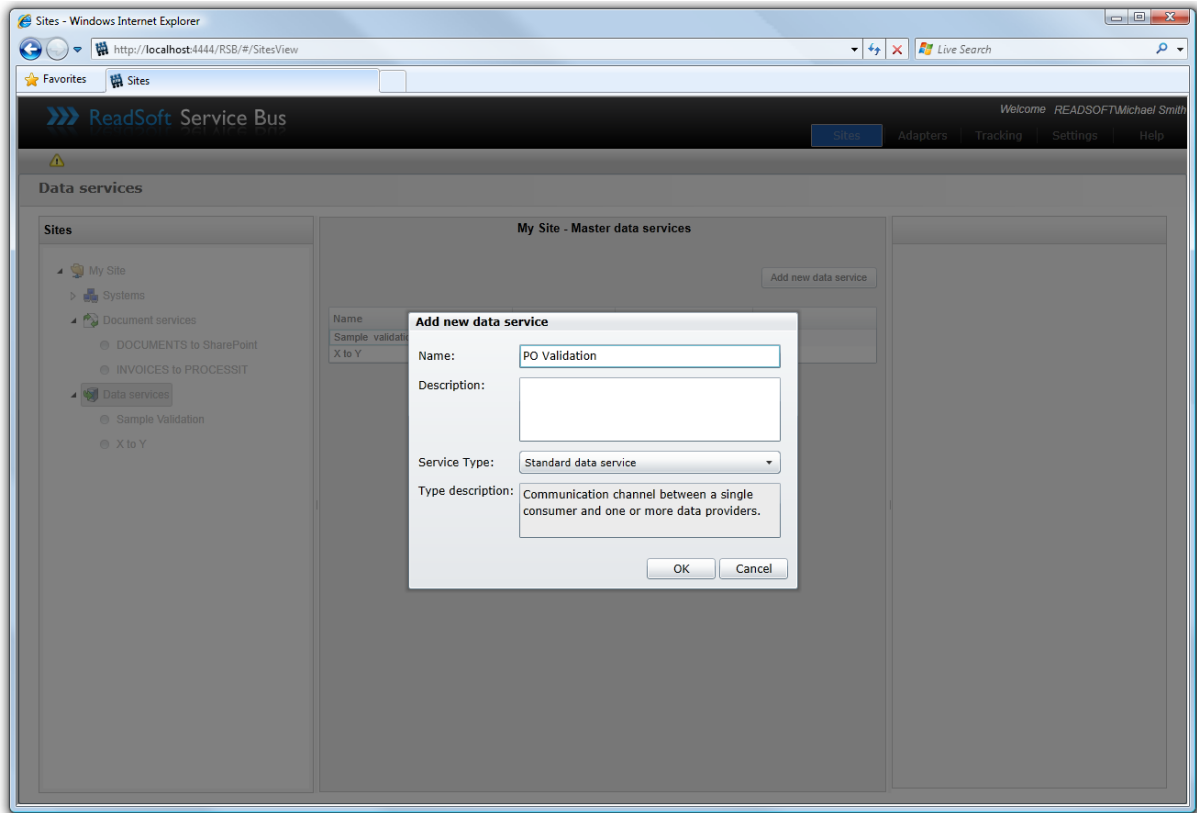 Sites - Windows Internet Explorer
http://localhost:4444/RSB/#/SitesView
Live Search
Favorites
Sites
ReadSoft Service Bus
Welcome READSOFT\Michael Smith
Sites
Adapters
Tracking
Settings
Help
Data services
Sites
My Site - Master data services
My Site
Systems
Document services
DOCUMENTS to SharePoint
INVOICES to PROCESSIT
Data services
Sample Validation
X to Y
Add new data service
Name
Sample validatio
X to Y
Add new data service
Name:
PO Validation
Description:
Service Type:
Standard data service
Type description:
Communication channel between a single
consumer and one or more data providers.
OK
Cancel